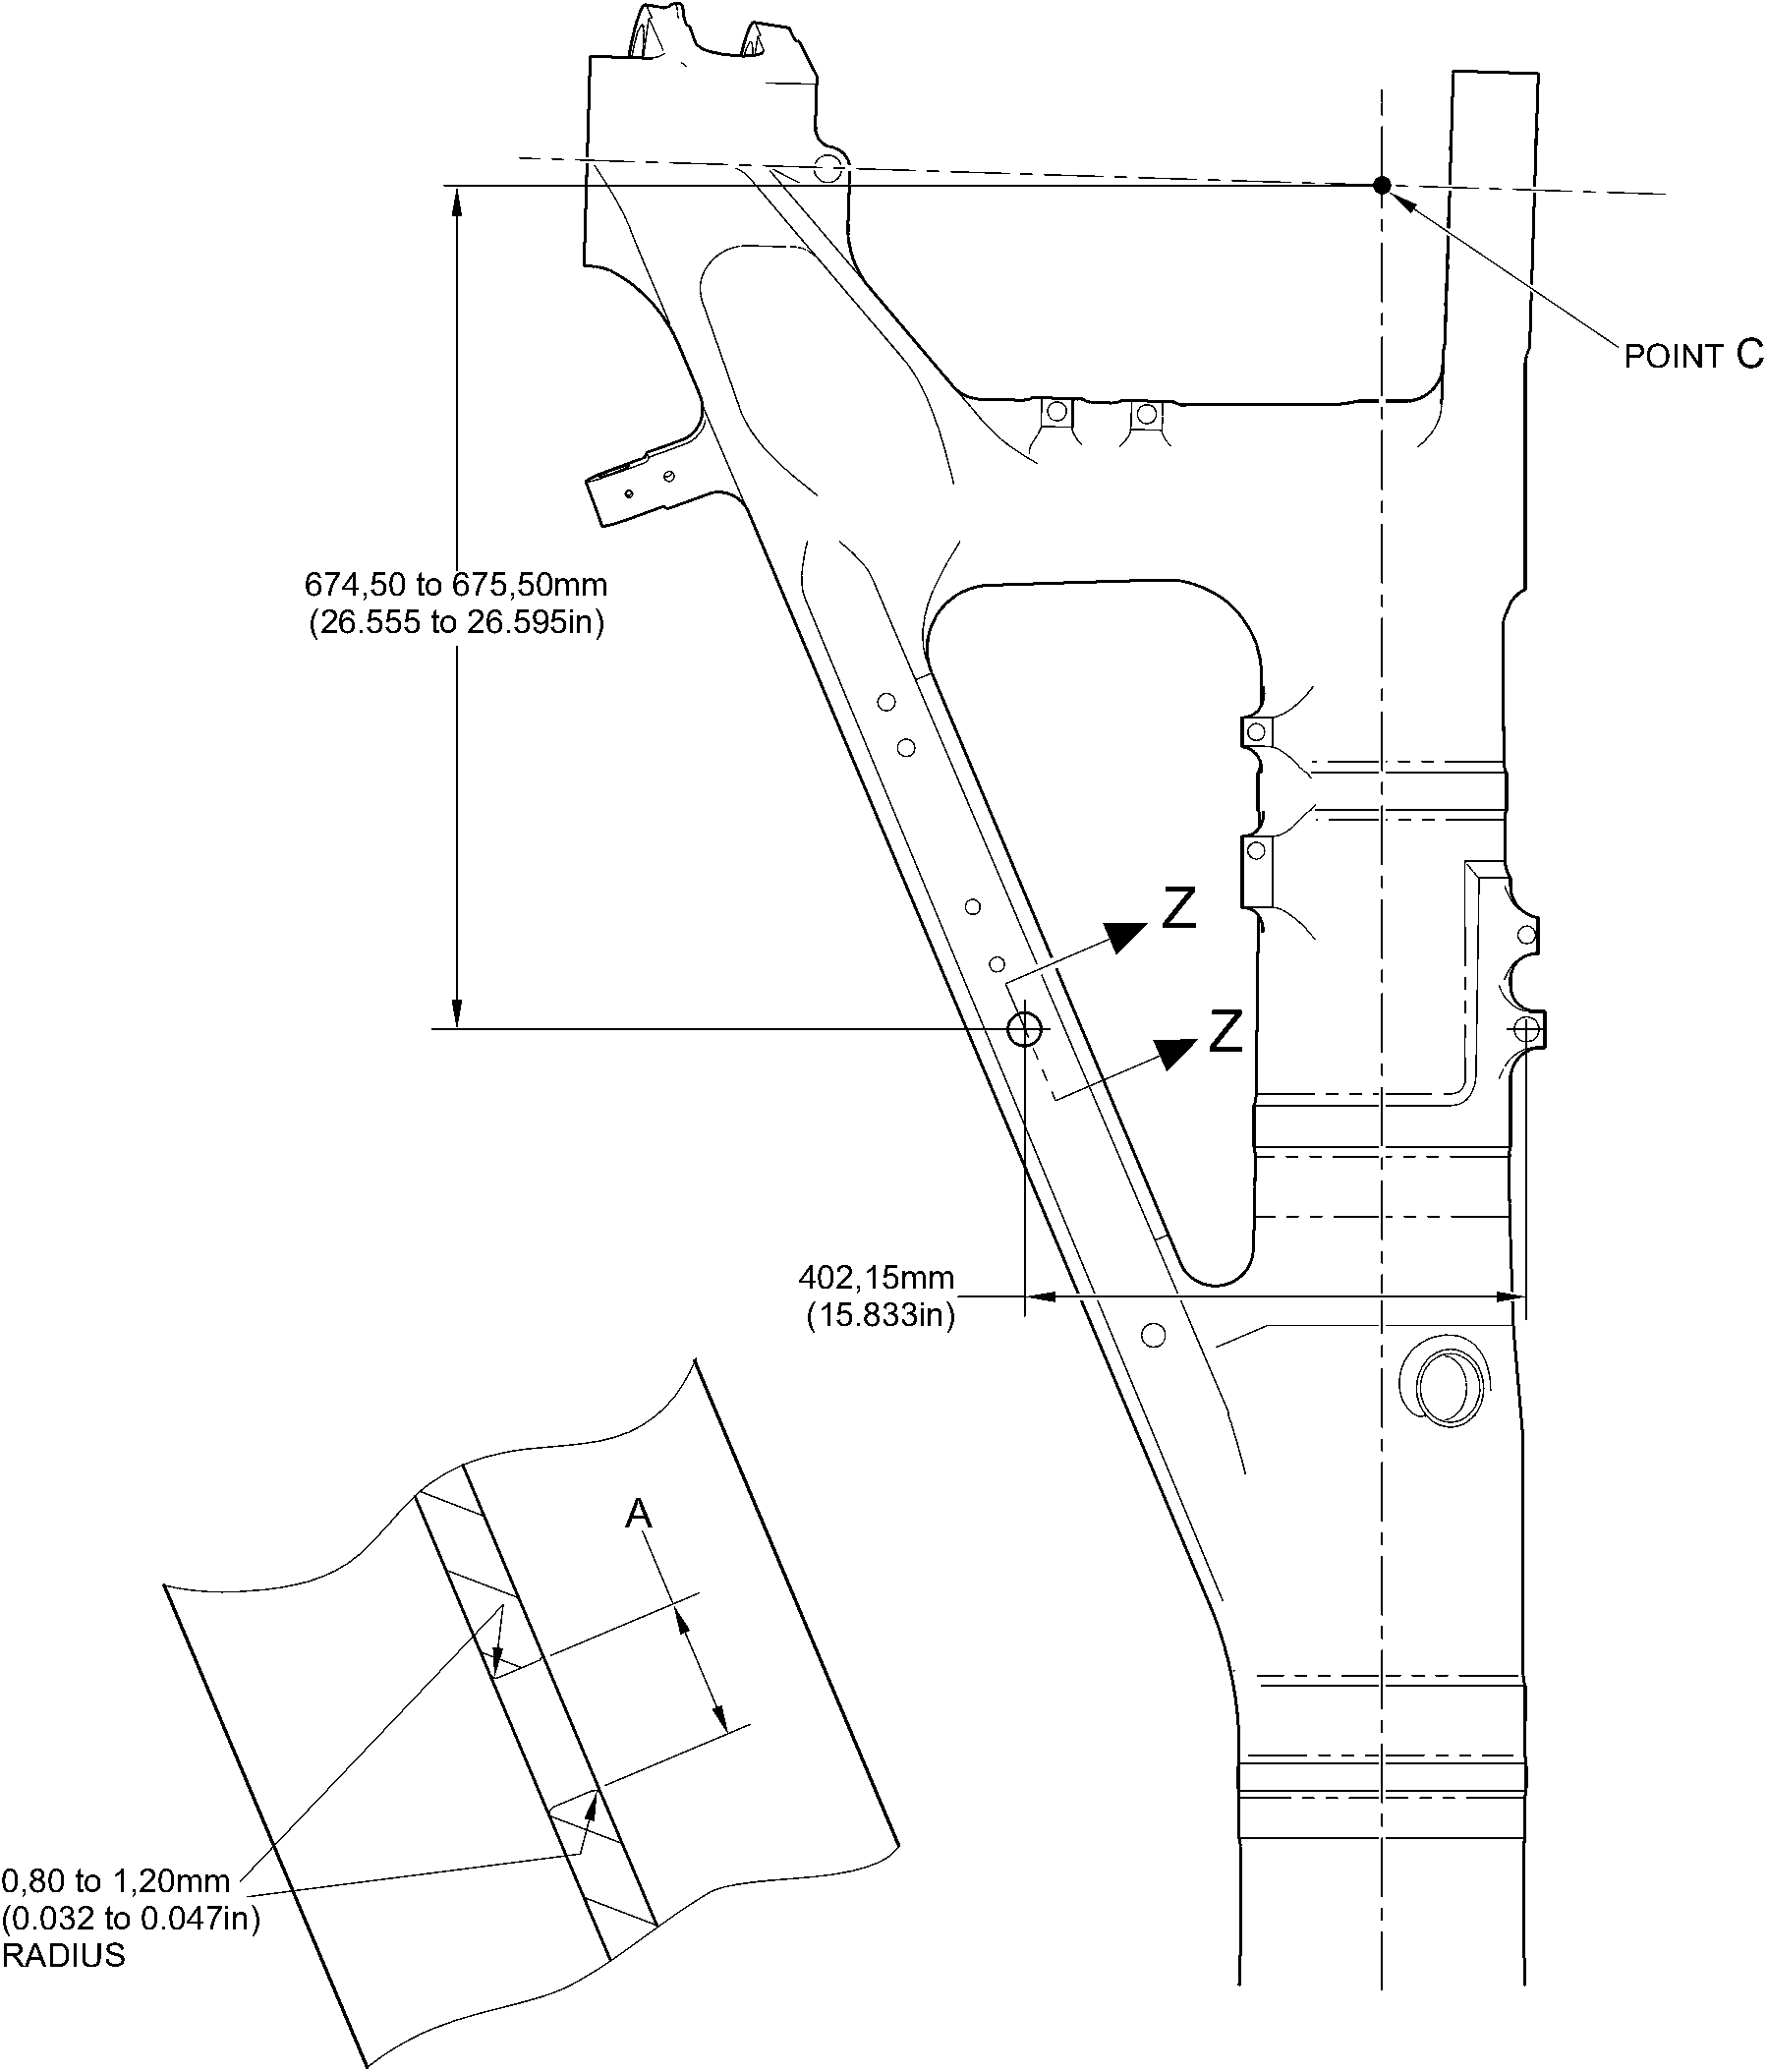 POINT C
674,50 to 675,50mm
(26.555 to 26.595in)
Z
Z
402,15mm
(15.833in)
A
0,80 to 1,20mm
(0.032 to 0.047in)
RADIUS